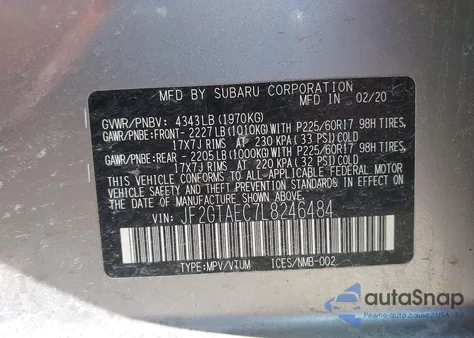 MFD BY SUBARU CORPORATION
MFD IN 02/20
GVWR/PNBV: 4343LB(1970KG)
GAWR/PNBE:FRONT- 2227LB(1010KG)WITH P225/60R17 98H TIRES,
17X7J RIMS, AT 230 KPA (33 PSI)COLD
GAWR/PNBE:REAR - 2205LB(1000KG)WITH P225/60R17 98H TIRES,
17X7J RIMS, AT 220 KPA (32 PSI)COLD
THIS VEHICLE CONFORMS TO ALL APPLICABLE FEDERAL MOTOR
VEHICLE SAFETY AND THEFT PREVENTION STANDARDS IN EFFECT ON
THE DATE OF MANUFACTURE SHOWN ABOVE.
VIN: JF2GTAEC7L8246484
TYPE:MPV/VTUM ICES/NMB-002
autoSnap
Pewne auto z USA